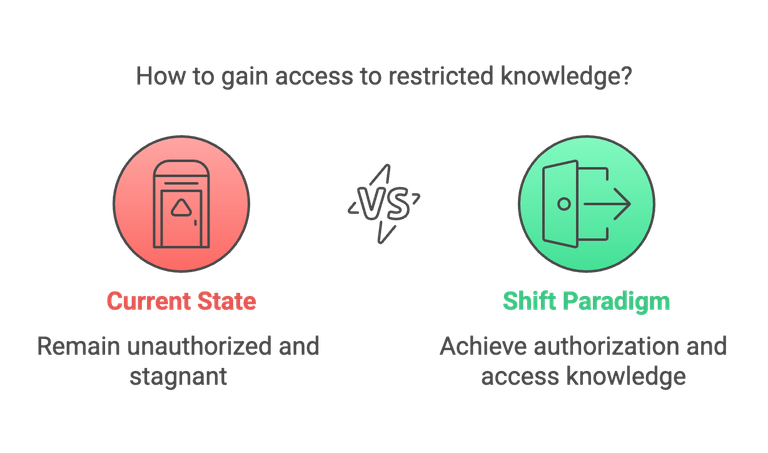 How to gain access to restricted knowledge?
VS
Current State
Remain unauthorized and
stagnant
Shift Paradigm
Achieve authorization and
access knowledge